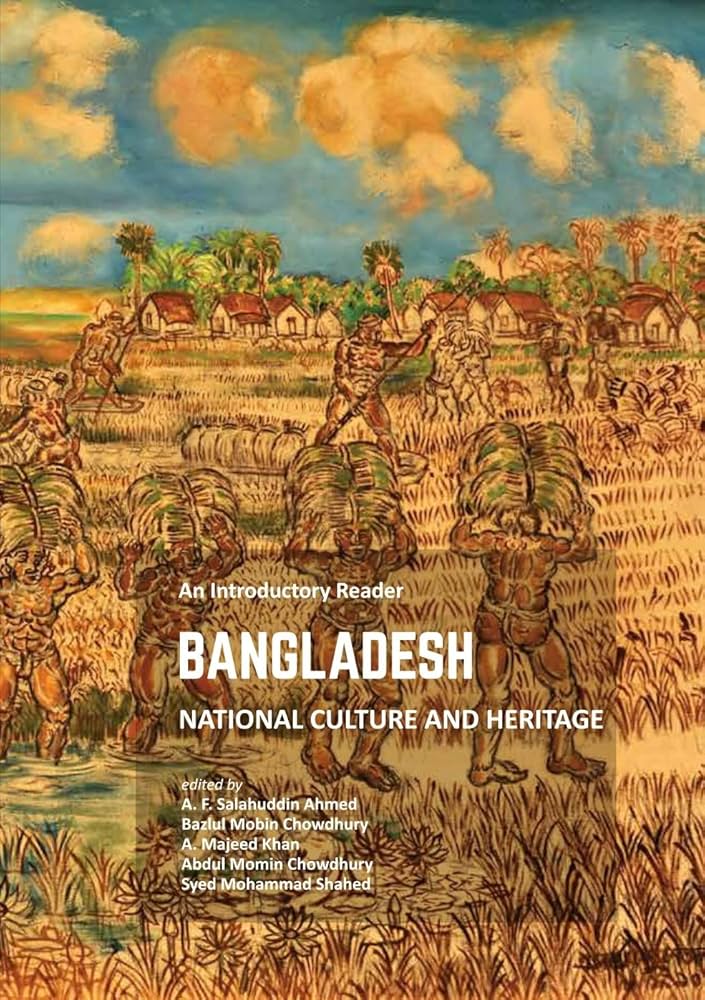 An Introductory Reader
BANGLADESH
NATIONAL CULTURE AND HERITAGE
edited by
A. F. Salahuddin Ahmed
Bazlul Mobin Chowdhury
A. Majeed Khan
Abdul Momin Chowdhury
Syed Mohammad Shahed